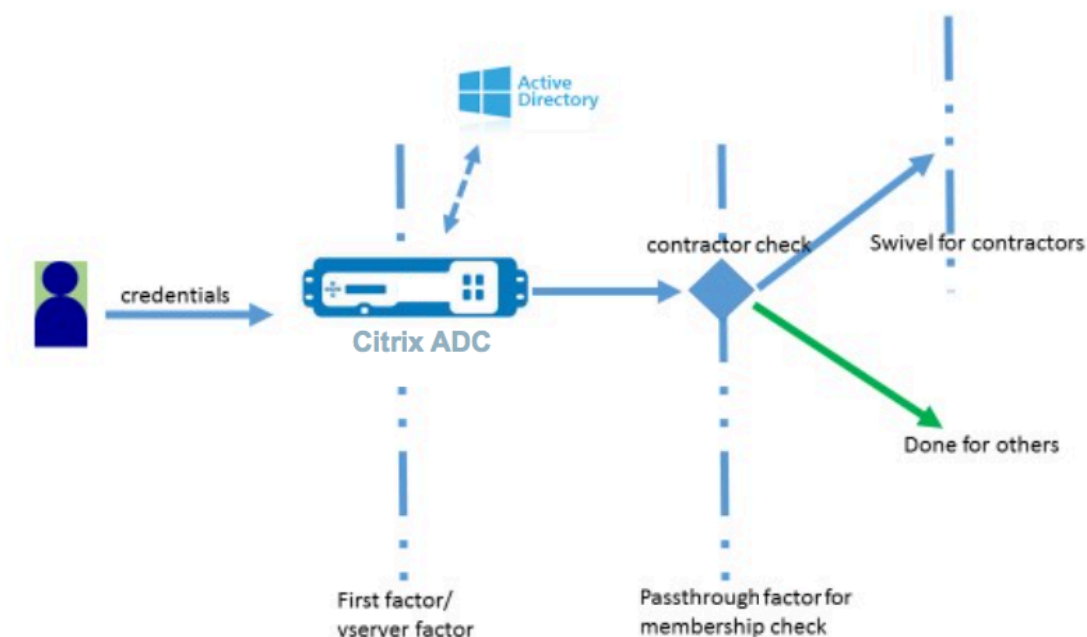 Active
Directory
contractor check
Swivel for contractors
credentials
Citrix ADC
Done for others
First factor/
vserver factor
Passthrough factor for
membership check